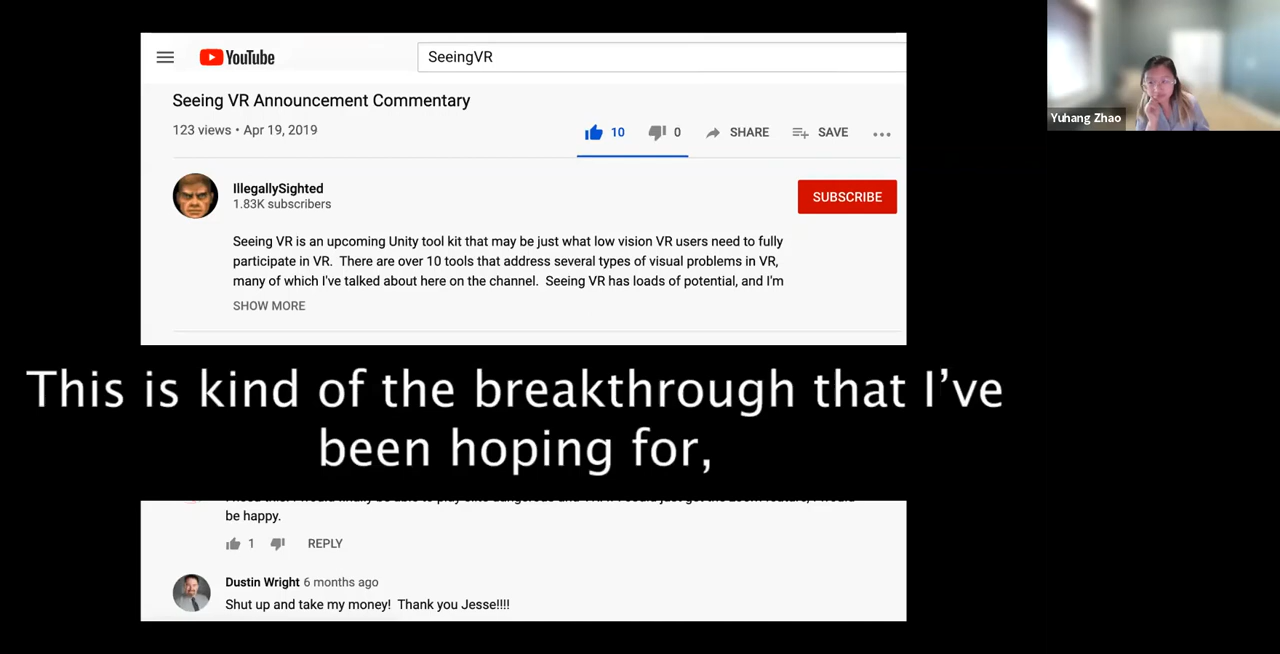 YouTube
SeeingVR
Seeing VR Announcement Commentary
123 views • Apr 19, 2019
10
0
SHARE
SAVE
IllegallySighted
1.83K subscribers
SUBSCRIBE
Seeing VR is an upcoming Unity tool kit that may be just what low vision VR users need to fully
participate in VR. There are over 10 tools that address several types of visual problems in VR,
many of which I've talked about here on the channel. Seeing VR has loads of potential, and I'm
SHOW MORE
Yuhang Zhao
This is kind of the breakthrough that I’ve
been hoping for,
be happy.
1
REPLY
Dustin Wright 6 months ago
Shut up and take my money! Thank you Jesse!!!!